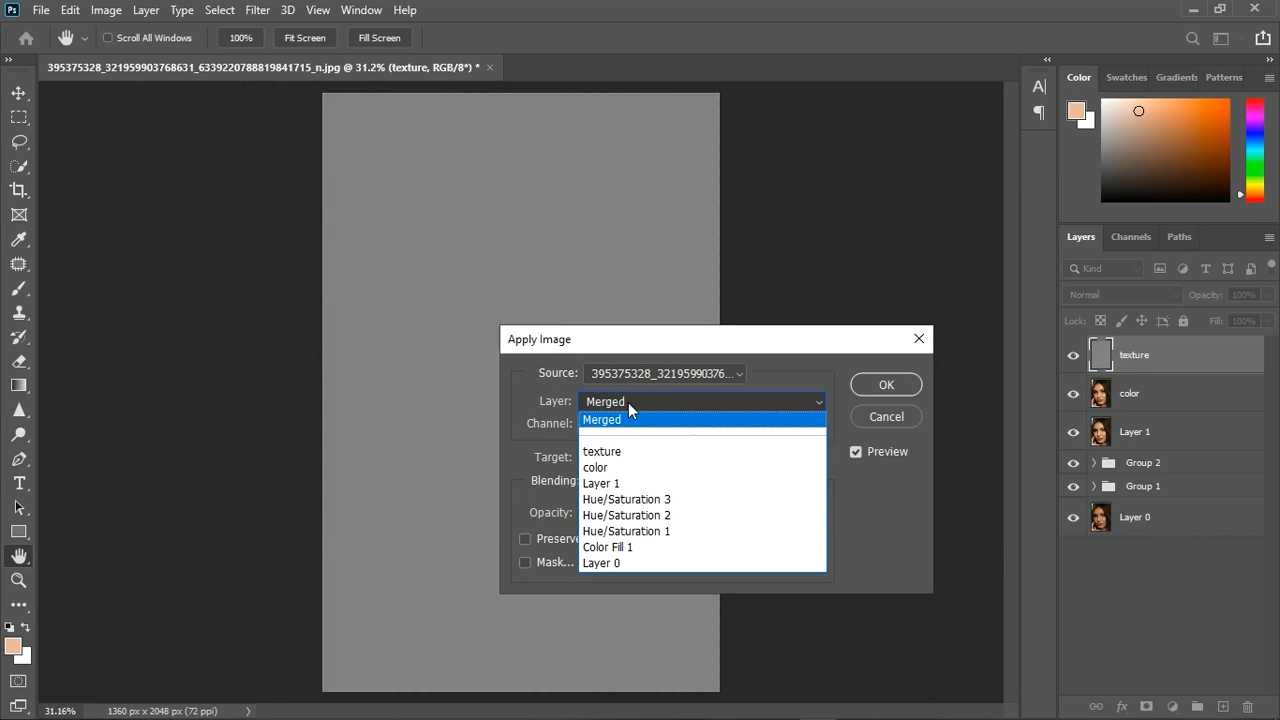 Ps File Edit Image Layer Type Select Filter 3D View Window Help
Scroll All Windows 100% Fit Screen Fill Screen
395375328_321959903768631_6339220788819841715_n.jpg @ 31.2% (texture, RGB/8*) * ×
Color Swatches Gradients Patterns
Layers Channels Paths
Kind
Normal Opacity: 100%
Lock: Fill: 100%
texture
color
Layer 1
Group 2
Group 1
Layer 0
Apply Image
Source: 395375328_32195990376...
Layer: Merged
Channel:
Target:
Blending:
Opacity:
Preserve
Mask...
Merged
texture
color
Layer 1
Hue/Saturation 3
Hue/Saturation 2
Hue/Saturation 1
Color Fill 1
Layer 0
OK
Cancel
Preview
31.16% 1360 px x 2048 px (72 ppi)